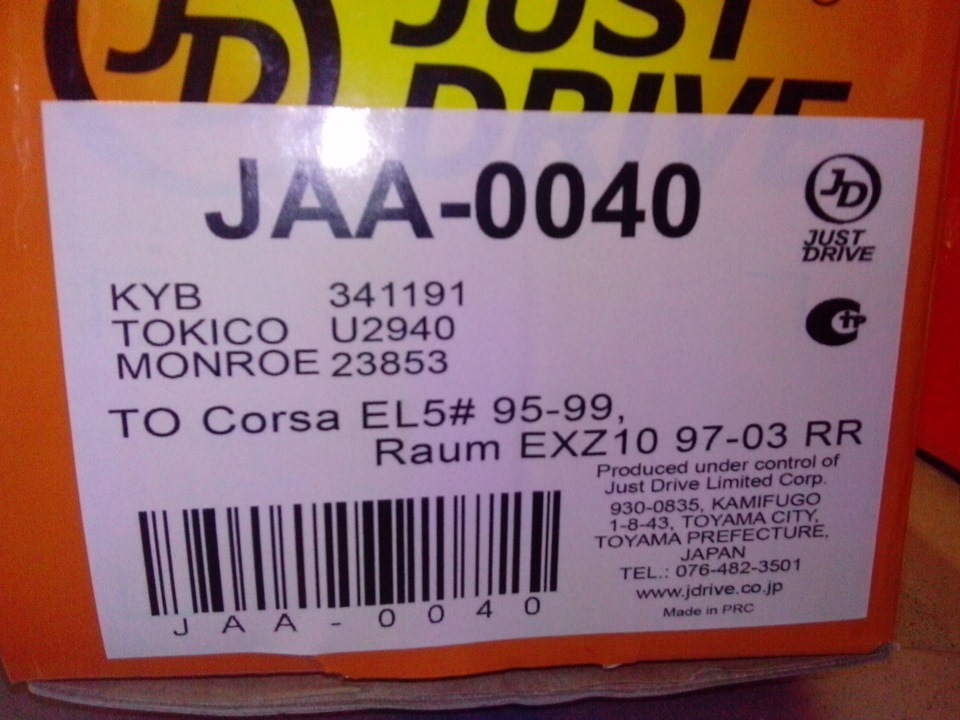 JD
JUST
DRIVE
JAA-0040
JD
JUST
DRIVE
KYB 341191
TOKICO U2940
MONROE 23853
TO Corsa EL5# 95-99,
Raum EXZ10 97-03 RR
Produced under control of
Just Drive Limited Corp.
930-0835, KAMIFUGO
1-8-43, TOYAMA CITY,
TOYAMA PREFECTURE,
JAPAN
TEL.: 076-482-3501
www.jdrive.co.jp
Made in PRC
JAA-0040